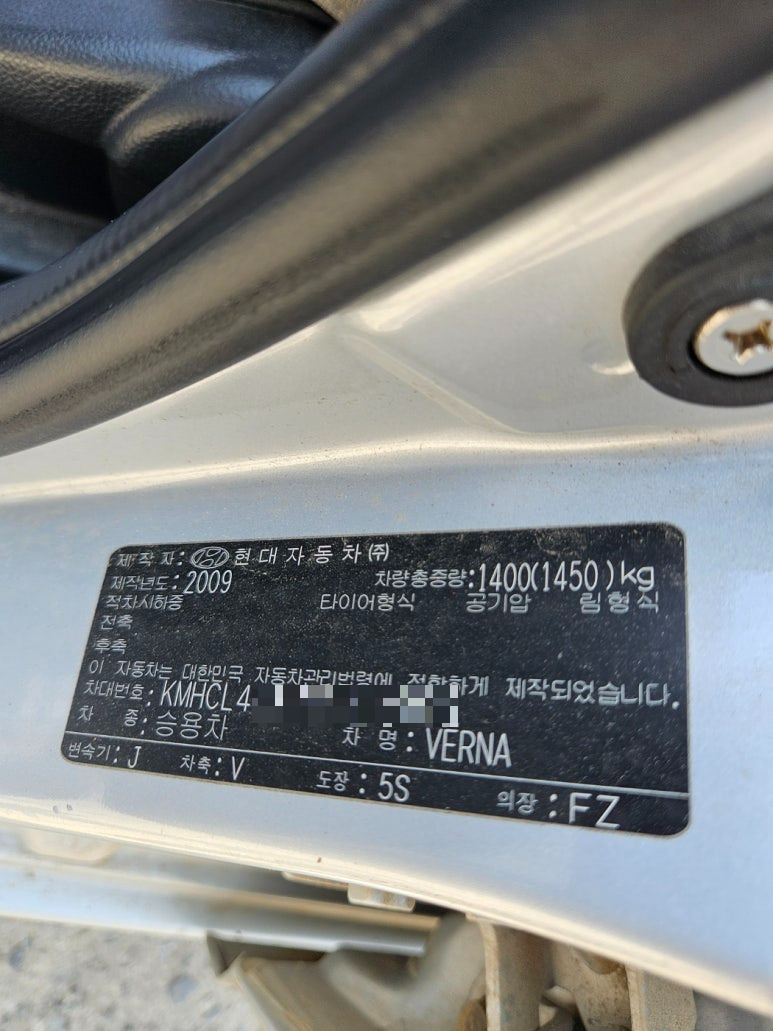 제작자: 현대자동차㈜
제작년도: 2009 차량총중량: 1400(1450)kg
적차시하중 타이어형식 공기압 림형식
전축
후축
이 자동차는 대한민국 자동차관리법령에 적합하게 제작되었습니다.
차대번호: KMHCL4
차 종: 승용차 차 명: VERNA
변속기: J 차축: V 도장: 5S 의장: FZ